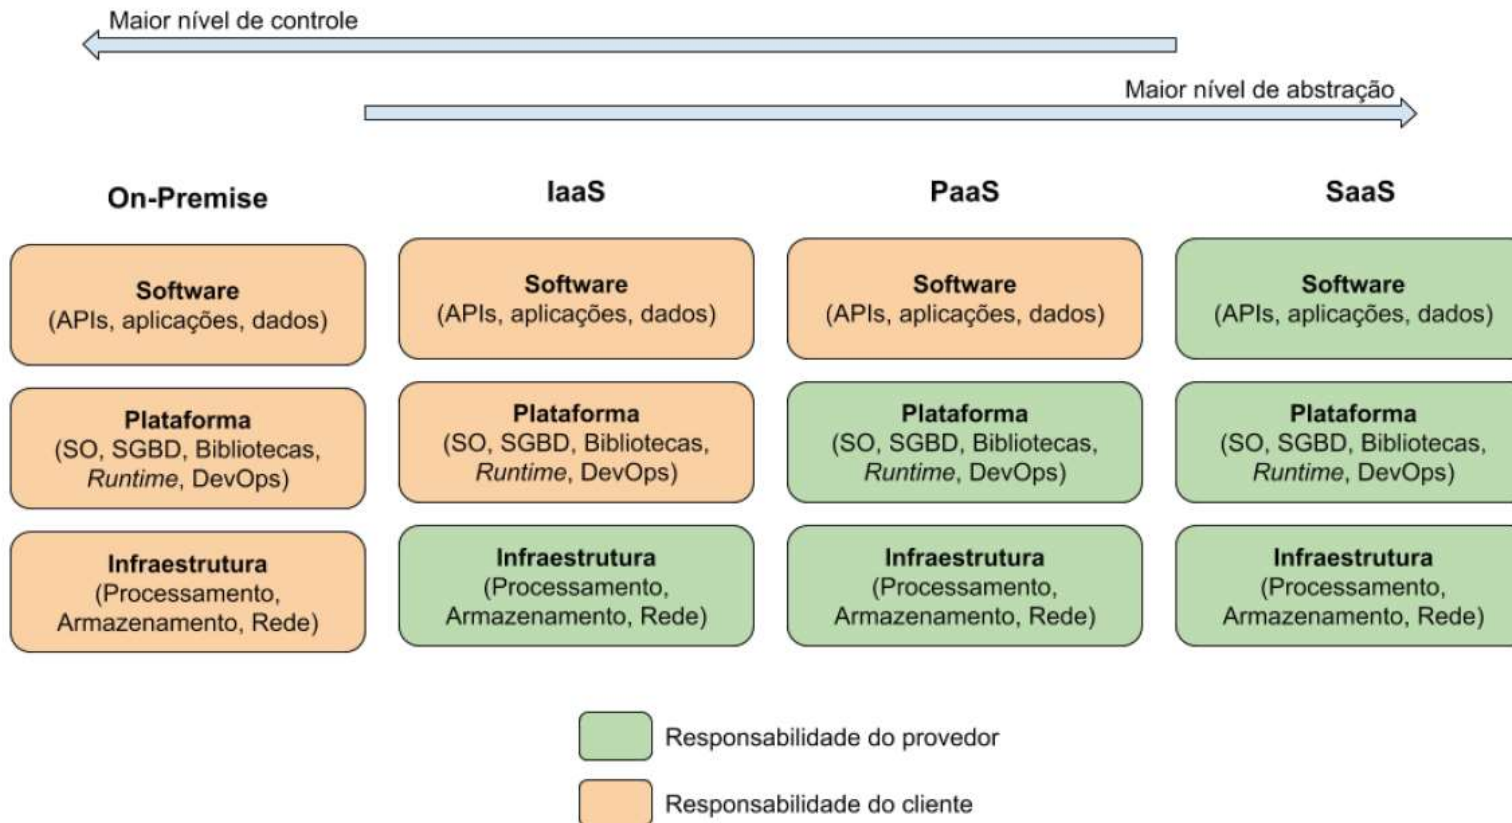 Maior nível de controle
Maior nível de abstração
On-Premise
IaaS
PaaS
SaaS
Software
(APIs, aplicações, dados)
Software
(APIs, aplicações, dados)
Software
(APIs, aplicações, dados)
Software
(APIs, aplicações, dados)
Plataforma
(SO, SGBD, Bibliotecas,
Runtime, DevOps)
Plataforma
(SO, SGBD, Bibliotecas,
Runtime, DevOps)
Plataforma
(SO, SGBD, Bibliotecas,
Runtime, DevOps)
Plataforma
(SO, SGBD, Bibliotecas,
Runtime, DevOps)
Infraestrutura
(Processamento,
Armazenamento, Rede)
Infraestrutura
(Processamento,
Armazenamento, Rede)
Infraestrutura
(Processamento,
Armazenamento, Rede)
Infraestrutura
(Processamento,
Armazenamento, Rede)
Responsabilidade do provedor
Responsabilidade do cliente